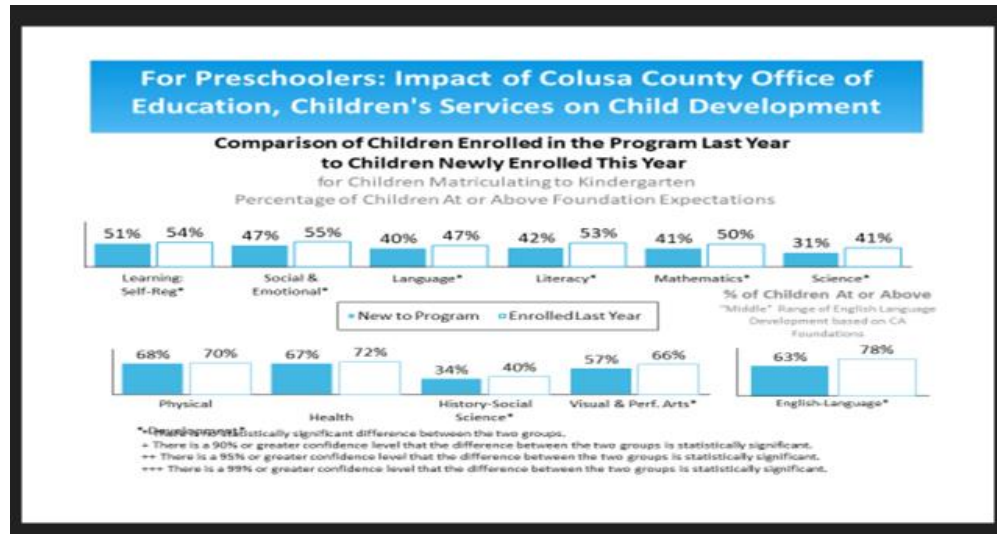 For Preschoolers: Impact of Colusa County Office of
Education, Children's Services on Child Development
Comparison of Children Enrolled in the Program Last Year
to Children Newly Enrolled This Year
for Children Matriculating to Kindergarten
Percentage of Children At or Above Foundation Expectations
51% 54% 47% 55% 40% 47% 42% 53% 41% 50% 31% 41%
Learning: Social & Language* Literacy* Mathematics* Science*
Self-Reg* Emotional*
% of Children At or Above
"Middle" Range of English Language
Development based on CA
Foundations
New to Program Enrolled Last Year
68% 70% 67% 72% 34% 40% 57% 66% 63% 78%
Physical Health History-Social Visual & Perf. Arts* English-Language*
Science*
*Development*
There is no statistically significant difference between the two groups.
+ There is a 90% or greater confidence level that the difference between the two groups is statistically significant.
++ There is a 95% or greater confidence level that the difference between the two groups is statistically significant.
+++ There is a 99% or greater confidence level that the difference between the two groups is statistically significant.